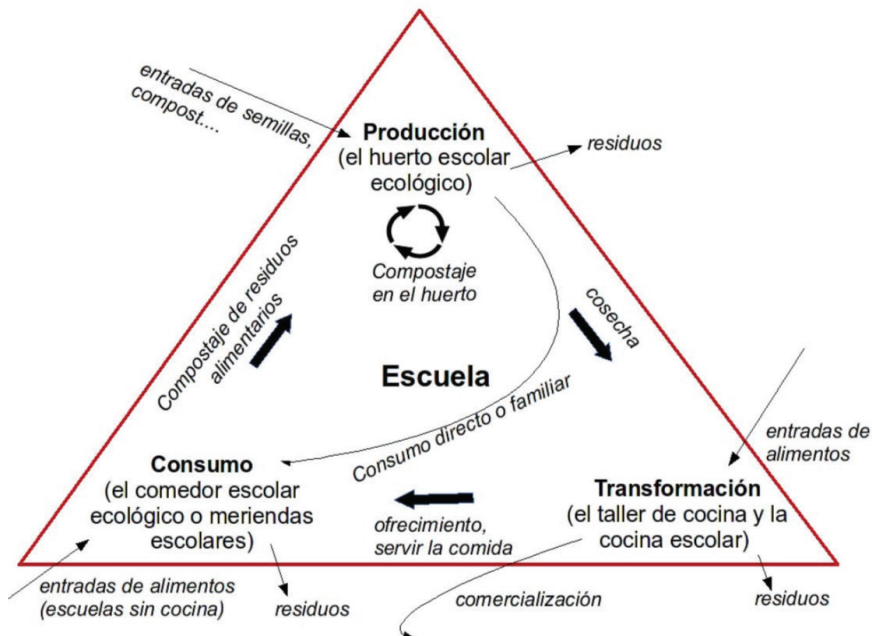 entradas de semillas,
compost....
Producción
(el huerto escolar
ecológico)
residuos
Compostaje
en el huerto
Compostaje de residuos
alimentarios
cosecha
Escuela
Consumo directo o familiar
entradas de
alimentos
Consumo
(el comedor escolar
ecológico o meriendas
escolares)
ofrecimiento,
servir la comida
Transformación
(el taller de cocina y la
cocina escolar)
entradas de alimentos
(escuelas sin cocina)
residuos
comercialización
residuos